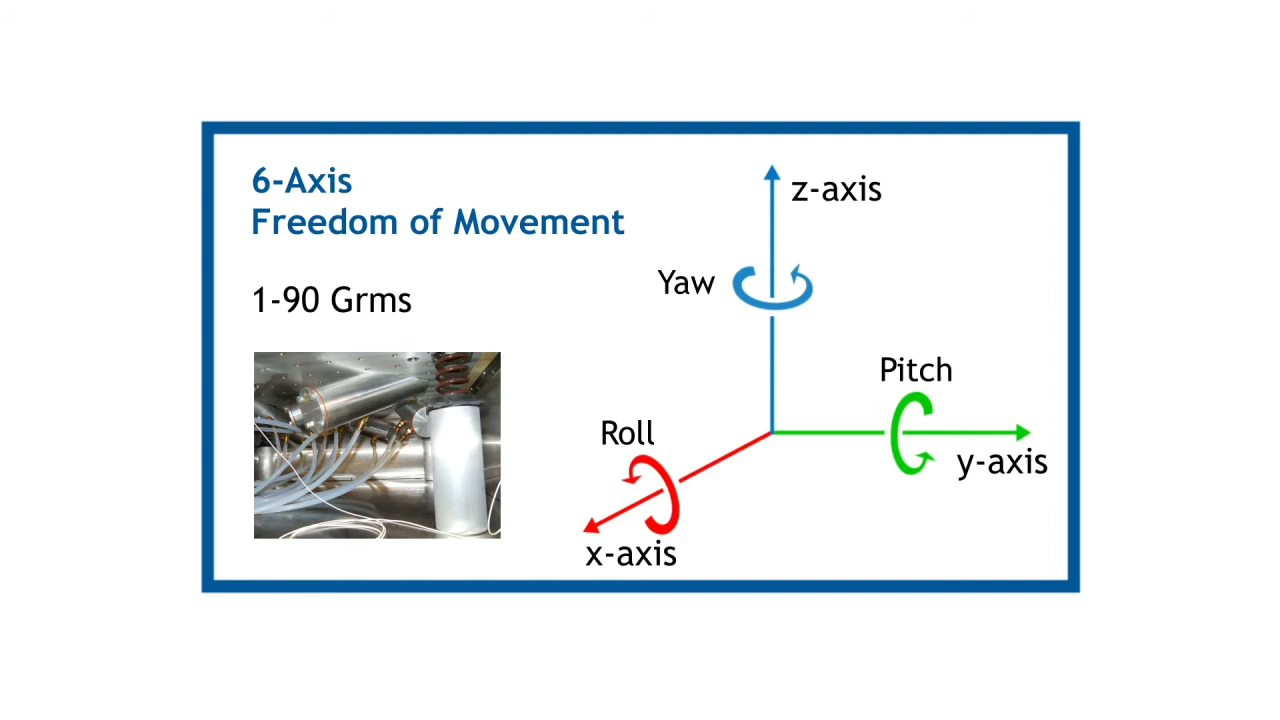 6-Axis
Freedom of Movement
1-90 Grms
z-axis
Yaw
Pitch
Roll
y-axis
x-axis